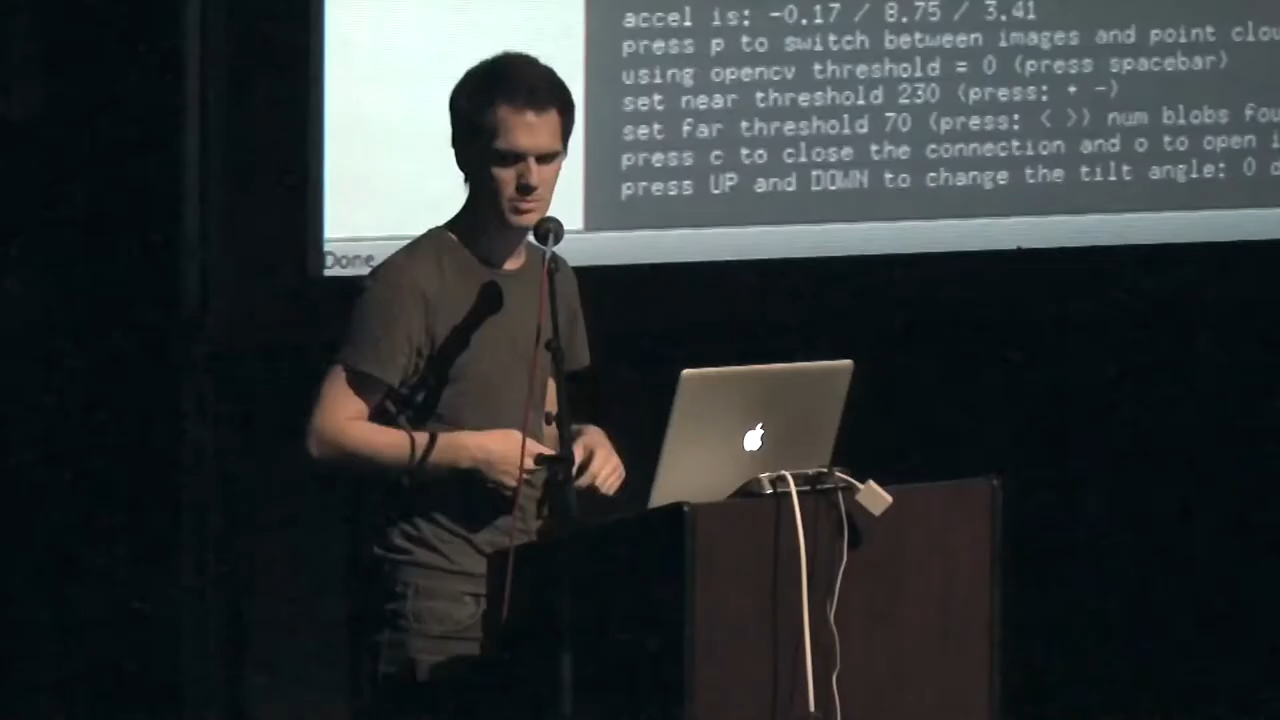 accel is: -0.17 / 8.75 / 3.41
press p to switch between images and point clou
using opencv threshold = 0 (press spacebar)
set near threshold 230 (press: + -)
set far threshold 70 (press: < >) num blobs fou
press c to close the connection and o to open i
press UP and DOWN to change the tilt angle: 0 d
Done